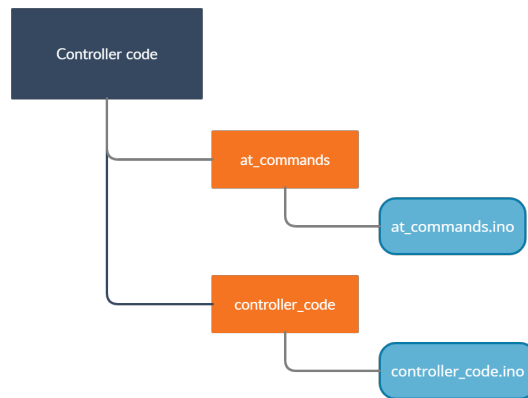 Controller code
at_commands
at_commands.ino
controller_code
controller_code.ino